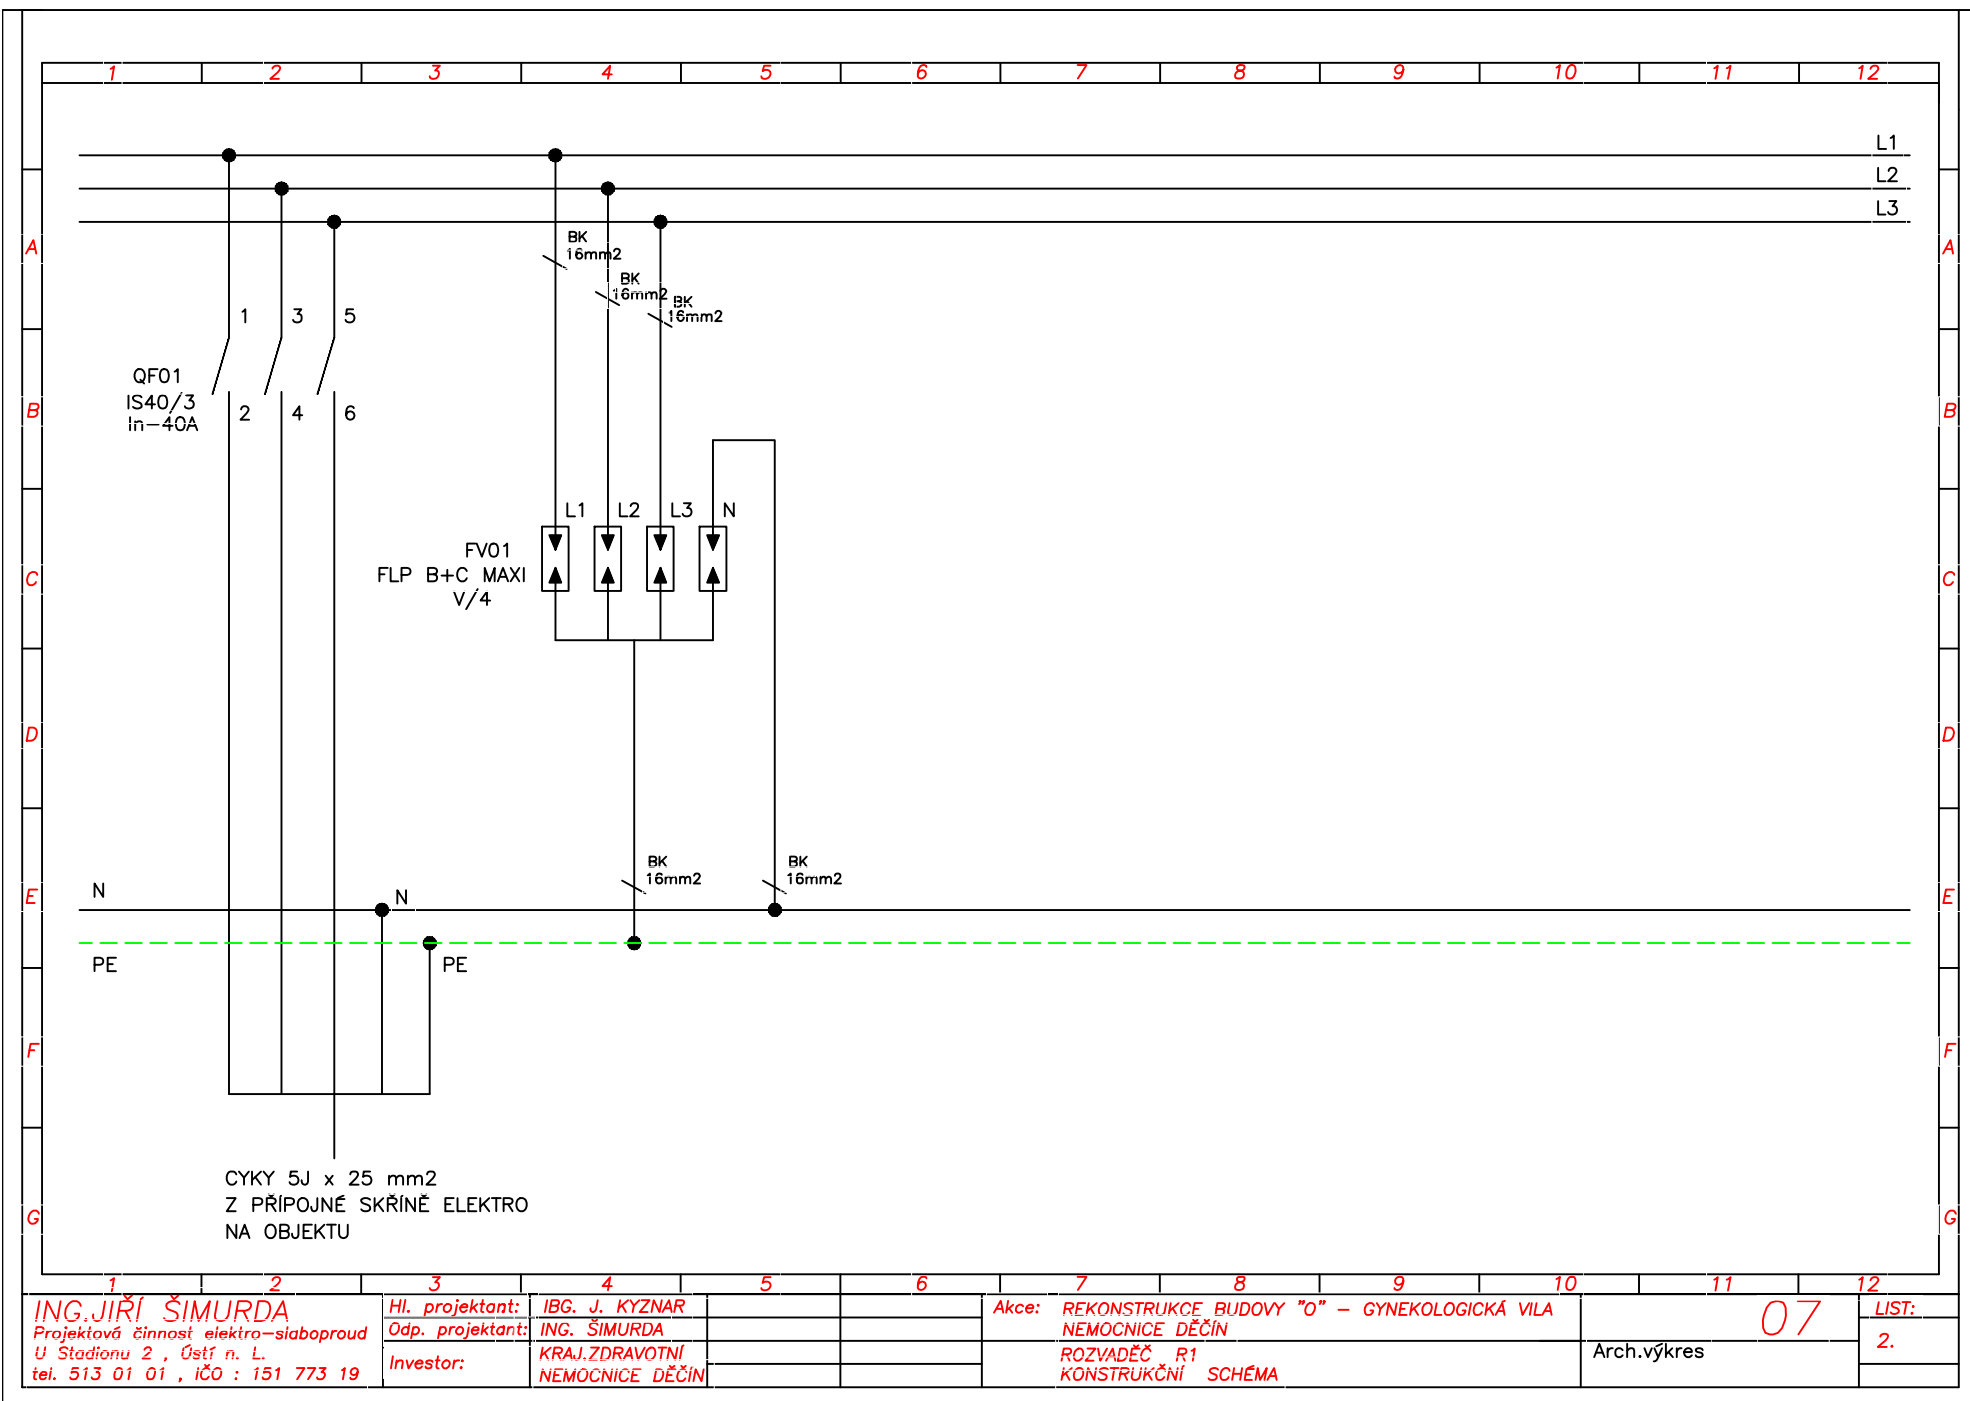 1 2 3 4 5 6 7 8 9 10 11 12
L1
L2
L3
A A
BK
16mm2
BK
16mm2
BK
16mm2
1 3 5
QF01
IS40/3
In-40A
2 4 6
B B
L1 L2 L3 N
FV01
FLP B+C MAXI
V/4
C C
D D
BK
16mm2
BK
16mm2
E E
N N
PE PE
F F
CYKY 5J x 25 mm2
Z PŘÍPOJNÉ SKŘÍNĚ ELEKTRO
NA OBJEKTU
G G
1 2 3 4 5 6 7 8 9 10 11 12
ING.JIŘÍ ŠIMURDA
Projektová činnost elektro-slaboproud
U Stadionu 2 , Ústí n. L.
tel. 513 01 01 , IČO : 151 773 19
Hl. projektant: IBG. J. KYZNAR
Odp. projektant: ING. ŠIMURDA
Investor: KRAJ.ZDRAVOTNÍ
NEMOCNICE DĚČÍN
Akce: REKONSTRUKCE BUDOVY "O" - GYNEKOLOGICKÁ VILA
NEMOCNICE DĚČÍN
ROZVADĚČ R1
KONSTRUKČNÍ SCHÉMA
07
Arch.výkres
LIST:
2.